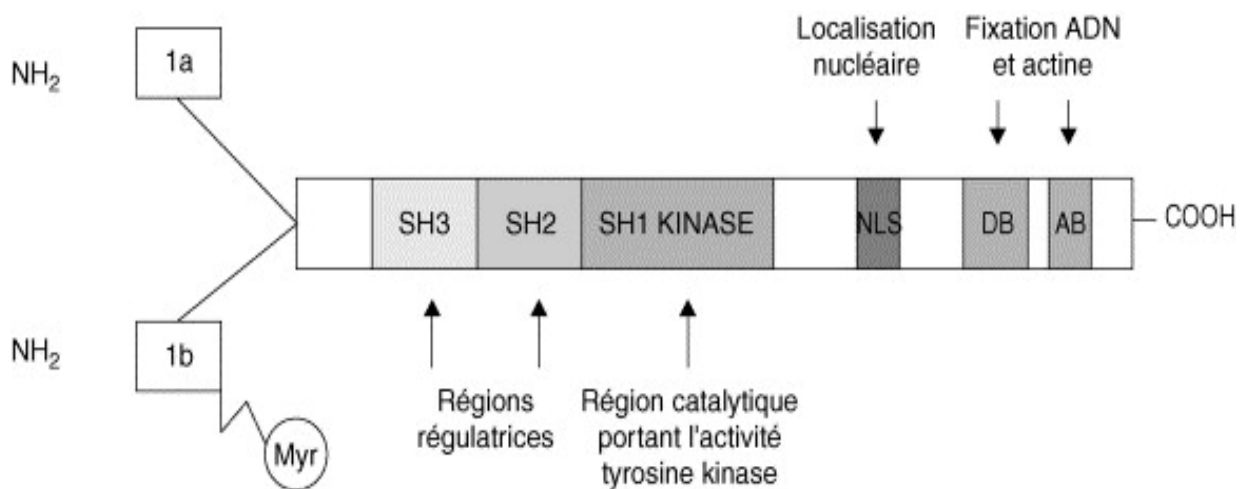 NH2
1a
Localisation
nucléaire
Fixation ADN
et actine
SH3
SH2
SH1 KINASE
NLS
DB
AB
COOH
NH2
1b
Myr
Régions
régulatrices
Région catalytique
portant l'activité
tyrosine kinase